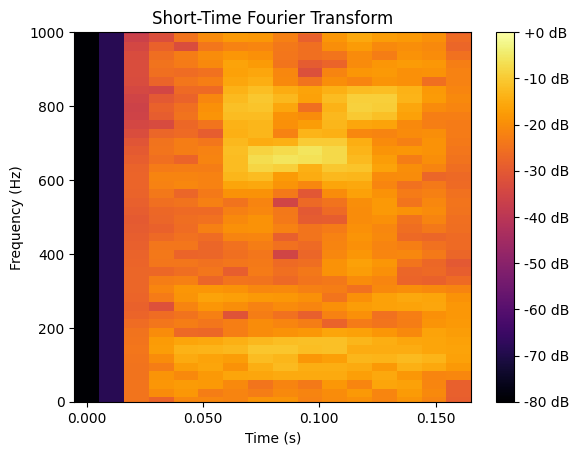 Short-Time Fourier Transform
Frequency (Hz)
1000
800
600
400
200
0
0.000
0.050
0.100
0.150
Time (s)
+0 dB
-10 dB
-20 dB
-30 dB
-40 dB
-50 dB
-60 dB
-70 dB
-80 dB